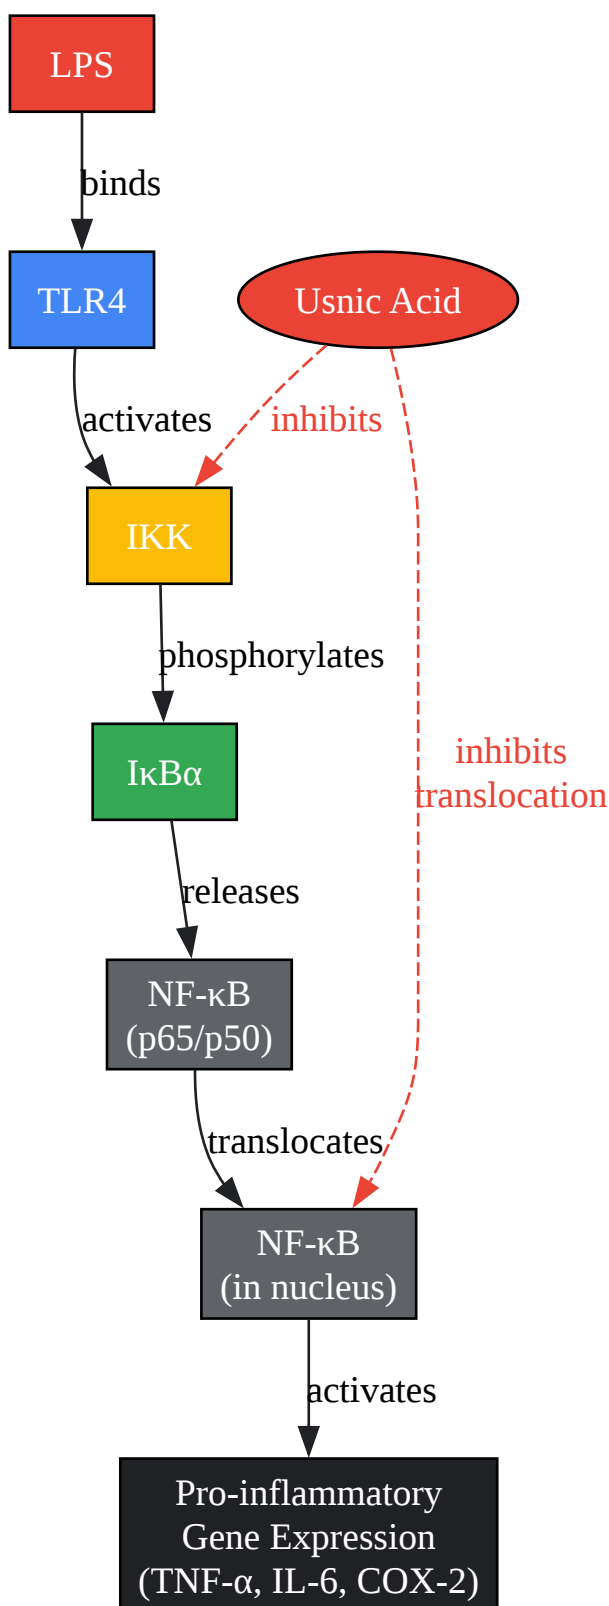 LPS
binds
TLR4
Usnic Acid
activates
inhibits
IKK
phosphorylates
IκBα
inhibits
translocation
releases
NF-κB
(p65/p50)
translocates
NF-κB
(in nucleus)
activates
Pro-inflammatory
Gene Expression
(TNF-α, IL-6, COX-2)